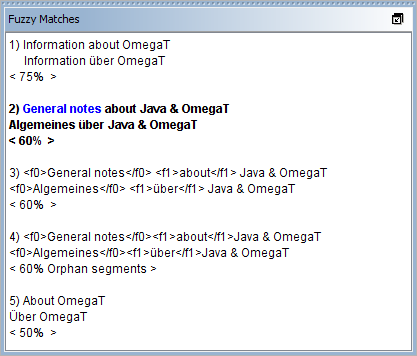 Fuzzy Matches
1) Information about OmegaT
Information über OmegaT
< 75%  >
2) General notes about Java & OmegaT
Algemeines über Java & OmegaT
< 60%  >
3) <f0>General notes</f0> <f1>about</f1> Java & OmegaT
<f0>Algemeines</f0> <f1>über</f1> Java & OmegaT
< 60%  >
4) <f0>General notes</f0><f1>about</f1>Java & OmegaT
<f0>Algemeines</f0><f1>über</f1>Java & OmegaT
< 60% Orphan segments >
5) About OmegaT
Über OmegaT
< 50%  >